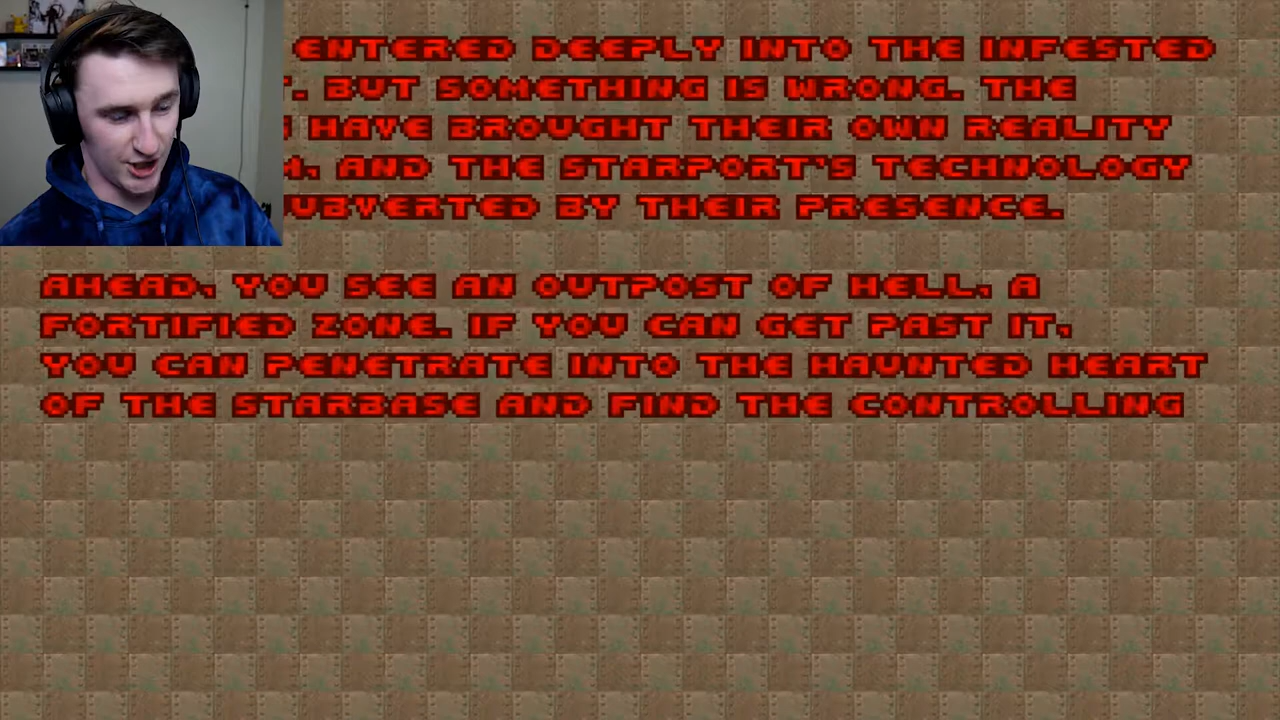 ENTERED DEEPLY INTO THE INFESTED
. BUT SOMETHING IS WRONG. THE
HAVE BROUGHT THEIR OWN REALITY
, AND THE STARPORT'S TECHNOLOGY
BY THEIR PRESENCE.
AHEAD, YOU SEE AN OUTPOST OF HELL, A
FORTIFIED ZONE. IF YOU CAN GET PAST IT,
YOU CAN PENETRATE INTO THE HAUNTED HEART
OF THE STARBASE AND FIND THE CONTROLLING